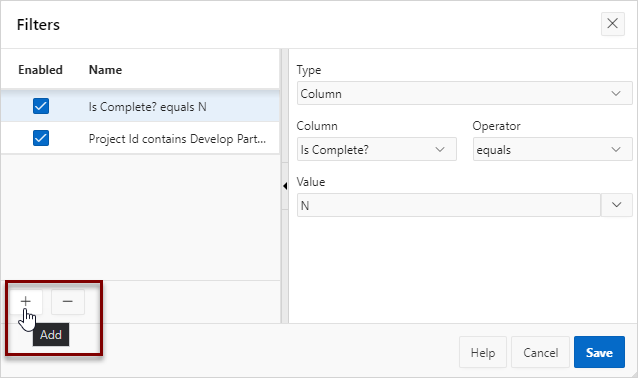 Filters
Enabled Name
Is Complete? equals N
Project Id contains Develop Part...
Type
Column
Column Operator
Is Complete? equals
Value
N
Add
Help Cancel Save